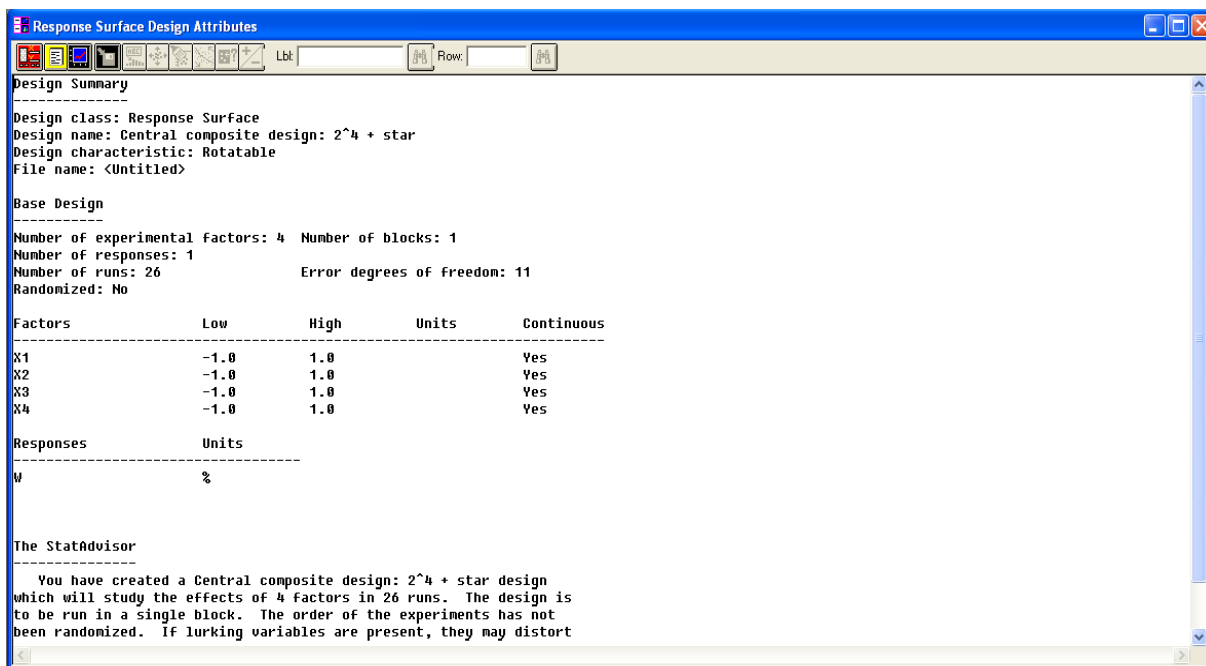 Response Surface Design Attributes
Lbl: Row:
Design Summary
--------------
Design class: Response Surface
Design name: Central composite design: 2^4 + star
Design characteristic: Rotatable
File name: <Untitled>
Base Design
-----------
Number of experimental factors: 4 Number of blocks: 1
Number of responses: 1
Number of runs: 26 Error degrees of freedom: 11
Randomized: No
Factors Low High Units Continuous
------------------------------------------------------------------------
X1 -1.0 1.0 Yes
X2 -1.0 1.0 Yes
X3 -1.0 1.0 Yes
X4 -1.0 1.0 Yes
Responses Units
-----------------------------------
W %
The StatAdvisor
---------------
You have created a Central composite design: 2^4 + star design
which will study the effects of 4 factors in 26 runs. The design is
to be run in a single block. The order of the experiments has not
been randomized. If lurking variables are present, they may distort